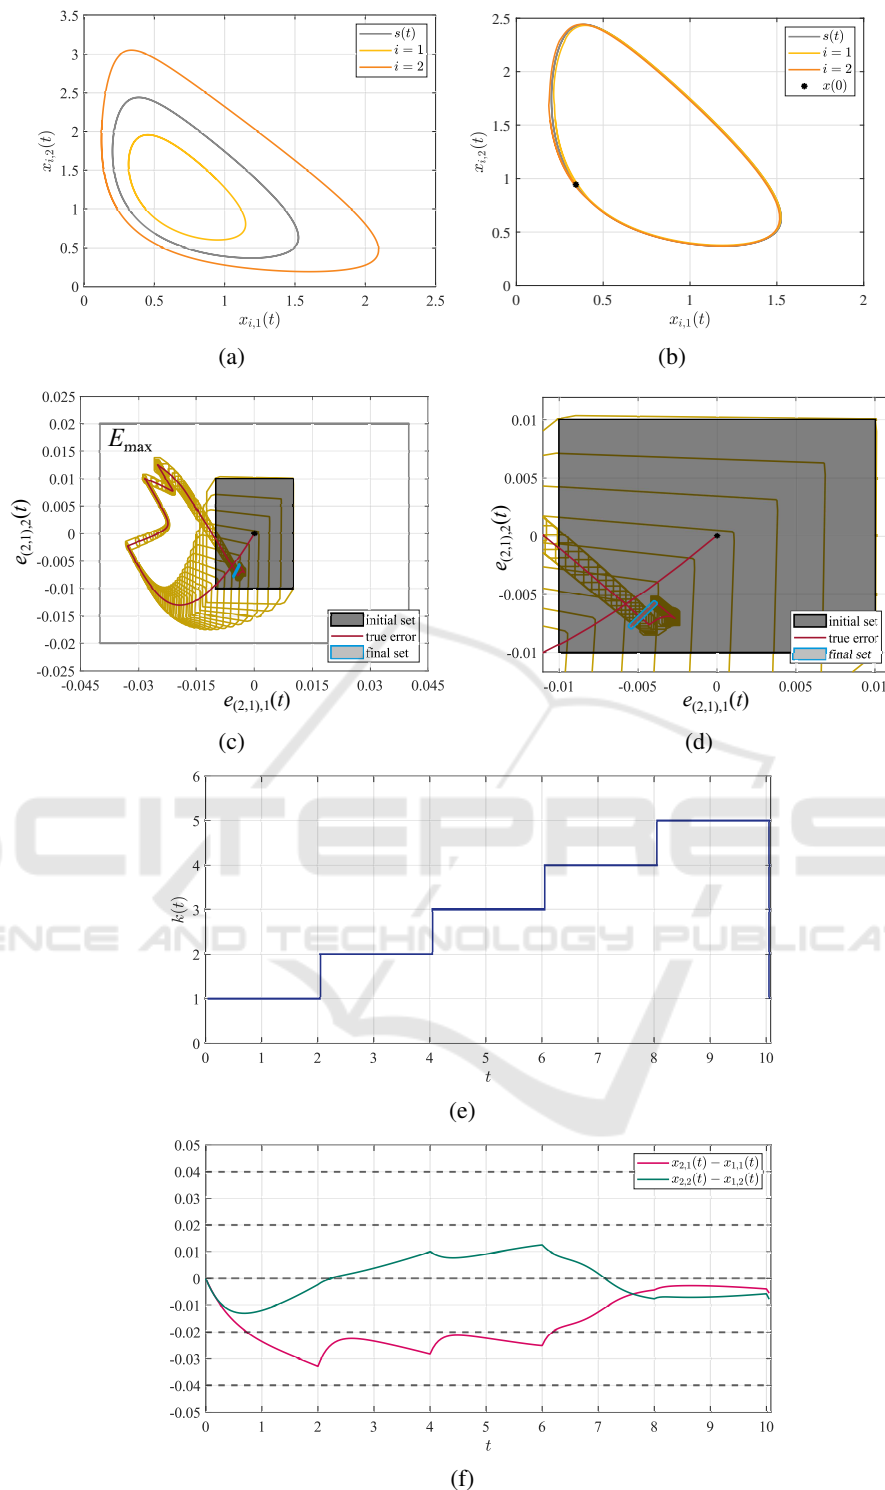 3.5
3
2.5
2
1.5
1
0.5
0
0 0.5 1 1.5 2 2.5
x_{i,2}(t)
x_{i,1}(t)
s(t)
i = 1
i = 2
(a)
2.5
2
1.5
1
0.5
0
0 0.5 1 1.5 2
x_{i,2}(t)
x_{i,1}(t)
s(t)
i = 1
i = 2
x(0)
(b)
0.025
0.02
0.015
0.01
0.005
0
-0.005
-0.01
-0.015
-0.02
0.025
-0.045 -0.03 -0.015 0 0.015 0.03 0.045
E_max
e_{(2,1),2}(t)
e_{(2,1),1}(t)
initial set
true error
final set
(c)
0.01
0.005
0
-0.005
-0.01
-0.01 -0.005 0 0.005 0.01
e_{(2,1),2}(t)
e_{(2,1),1}(t)
initial set
true error
final set
(d)
6
5
4
3
2
1
0
0 1 2 3 4 5 6 7 8 9 10
k(t)
t
(e)
SCITEPRES
ENCE AND TECHNOLOGY PUBLICAT
0.05
0.04
0.03
0.02
0.01
0
-0.01
-0.02
-0.03
-0.04
-0.05
0 1 2 3 4 5 6 7 8 9 10
t
x_{2,1}(t) − x_{1,1}(t)
x_{2,2}(t) − x_{1,2}(t)
(f)